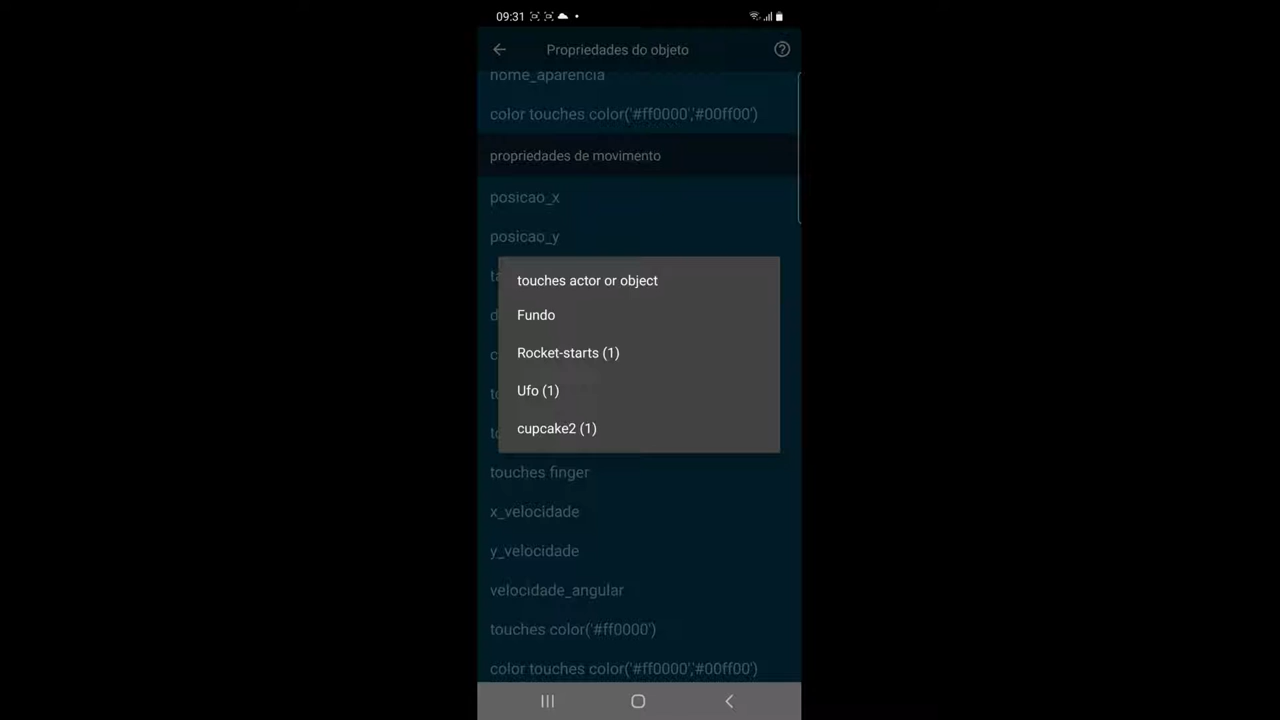 09:31
Propriedades do objeto
nome_aparencia
color touches color('#ff0000','#00ff00')
propriedades de movimento
posicao_x
posicao_y
touches actor or object
Fundo
Rocket-starts (1)
Ufo (1)
cupcake2 (1)
touches finger
x_velocidade
y_velocidade
velocidade_angular
touches color('#ff0000')
color touches color('#ff0000','#00ff00')